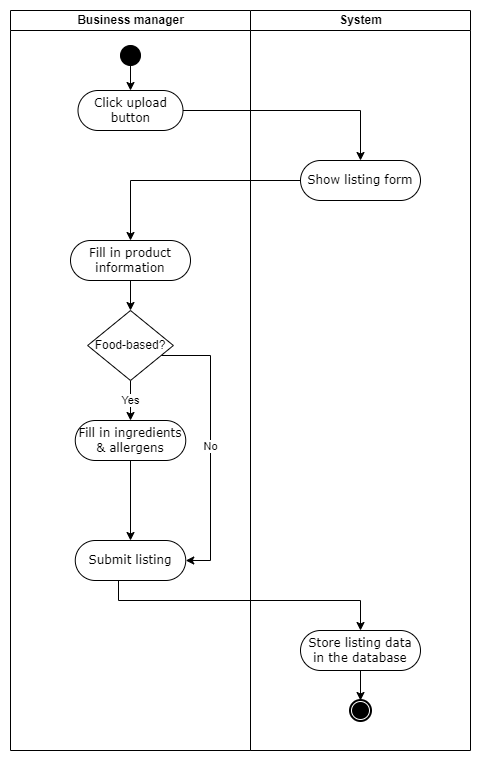 Business manager
System
Click upload
button
Show listing form
Fill in product
information
Food-based?
Yes
Fill in ingredients
& allergens
No
Submit listing
Store listing data
in the database